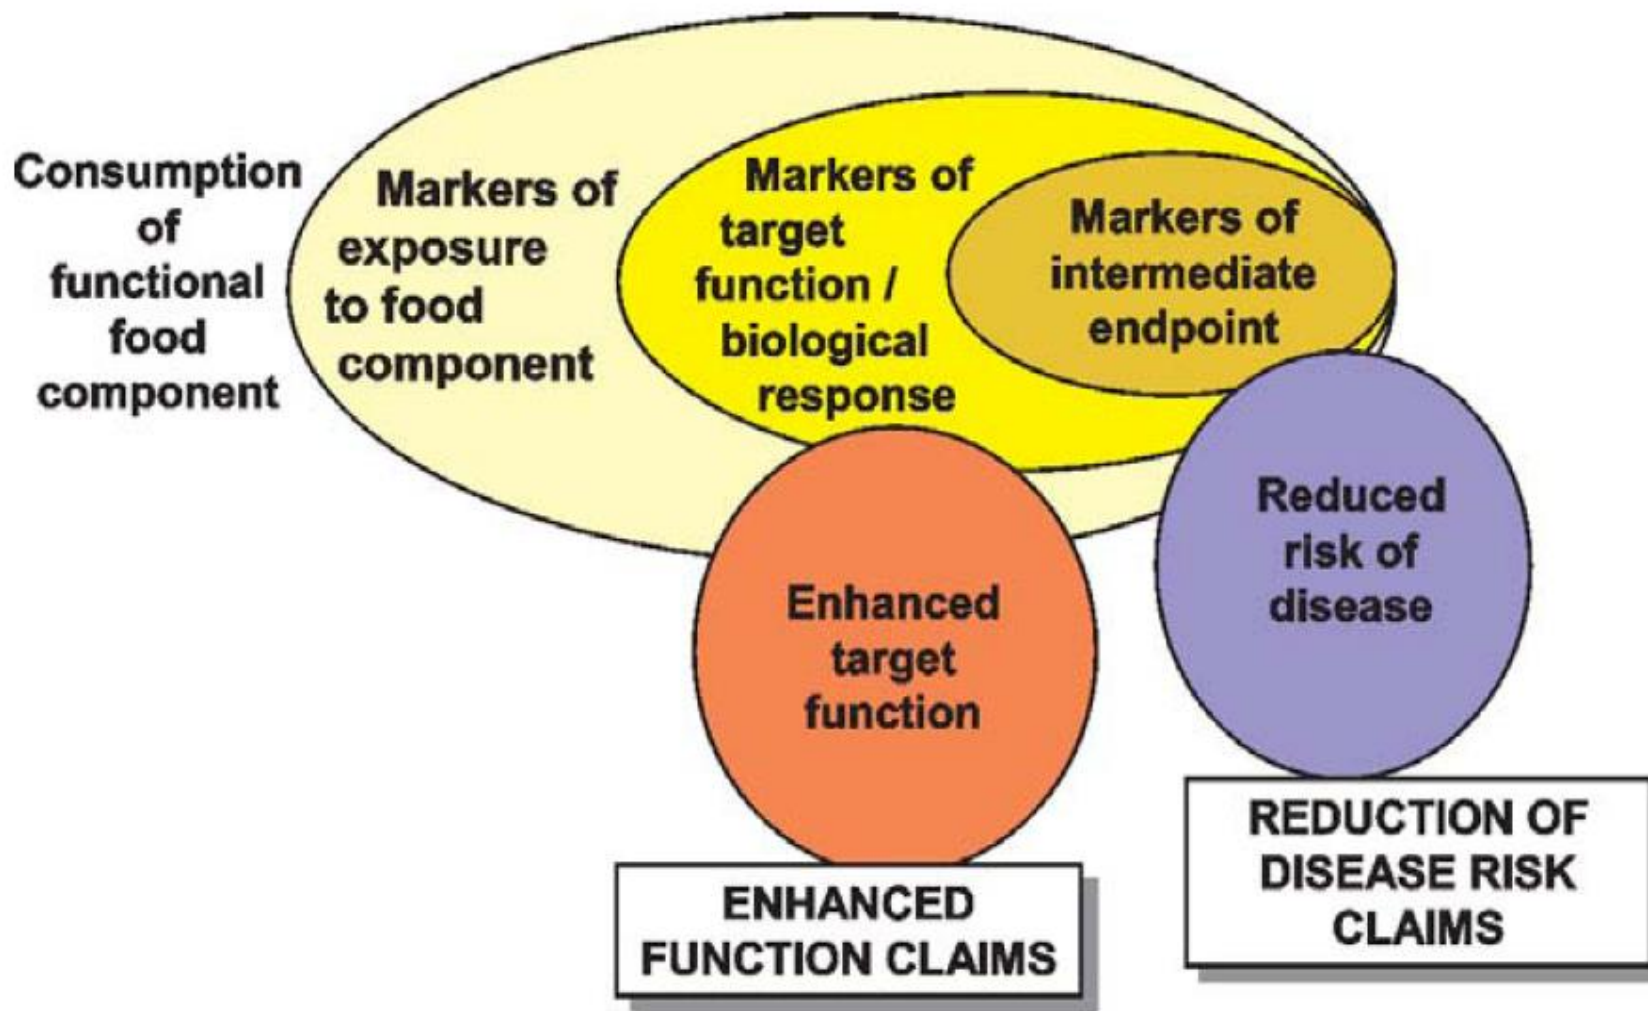 Consumption
of
functional
food
component
Markers of
exposure
to food
component
Markers of
target
function /
biological
response
Markers of
intermediate
endpoint
Enhanced
target
function
Reduced
risk of
disease
ENHANCED
FUNCTION CLAIMS
REDUCTION OF
DISEASE RISK
CLAIMS